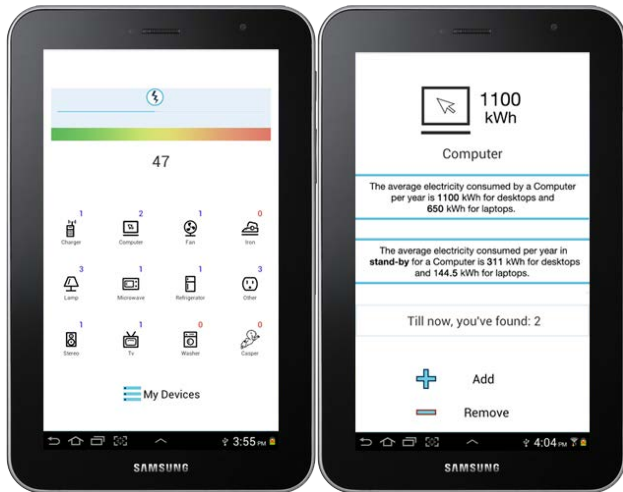 47
1
2
1
0
Charger
Computer
Fan
Iron
3
1
1
3
Lamp
Microwave
Refrigerator
Other
1
1
0
0
Stereo
Tv
Washer
Casper
My Devices
3:55 PM
SAMSUNG
1100
kWh
Computer
The average electricity consumed by a Computer
per year is 1100 kWh for desktops and
650 kWh for laptops.
The average electricity consumed per year in
stand-by for a Computer is 311 kWh for desktops
and 144.5 kWh for laptops.
Till now, you've found: 2
Add
Remove
4:04 PM
SAMSUNG